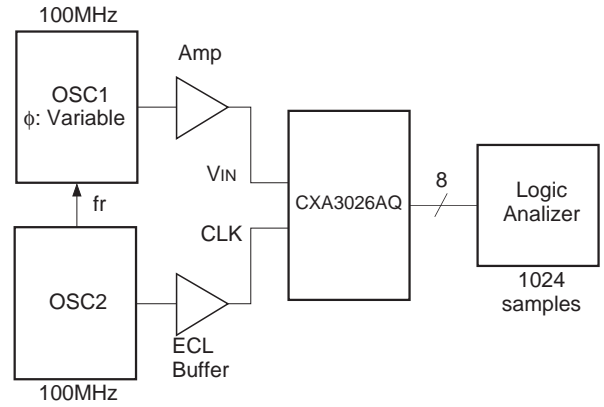 100MHz
OSC1
ϕ: Variable
Amp
fr
VIN
CLK
CXA3026AQ
8
Logic
Analizer
1024
samples
OSC2
ECL
Buffer
100MHz